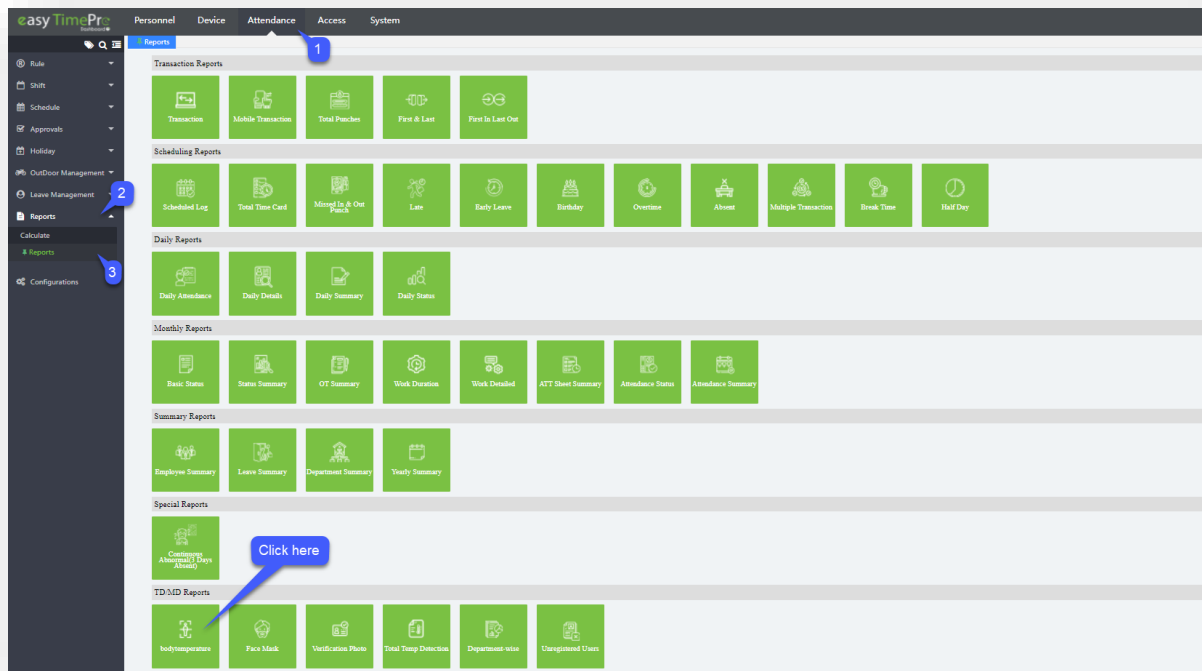 easy TimePro
Dashboard
Personnel Device Attendance Access System
Reports
1
Rule
Shift
Schedule
Approvals
Holiday
OutDoor Management
Leave Management
2
Reports
Calculate
Reports
3
Configurations
Transaction Reports
Transaction
Mobile Transaction
Total Punches
First & Last
First In Last Out
Scheduling Reports
Scheduled Log
Total Time Card
Missed In & Out
Punch
Late
Early Leave
Birthday
Overtime
Absent
Multiple Transaction
Break Time
Half Day
Daily Reports
Daily Attendance
Daily Details
Daily Summary
Daily Status
Monthly Reports
Basic Status
Status Summary
OT Summary
Work Duration
Work Detailed
ATT Sheet Summary
Attendance Status
Attendance Summary
Summary Reports
Employee Summary
Leave Summary
Department Summary
Yearly Summary
Special Reports
Continuous
Abnormal(3 Days
Absent)
Click here
TD/MD Reports
bodytemperature
Face Mask
Verification Photo
Total Temp Detection
Department-wise
Unregistered Users